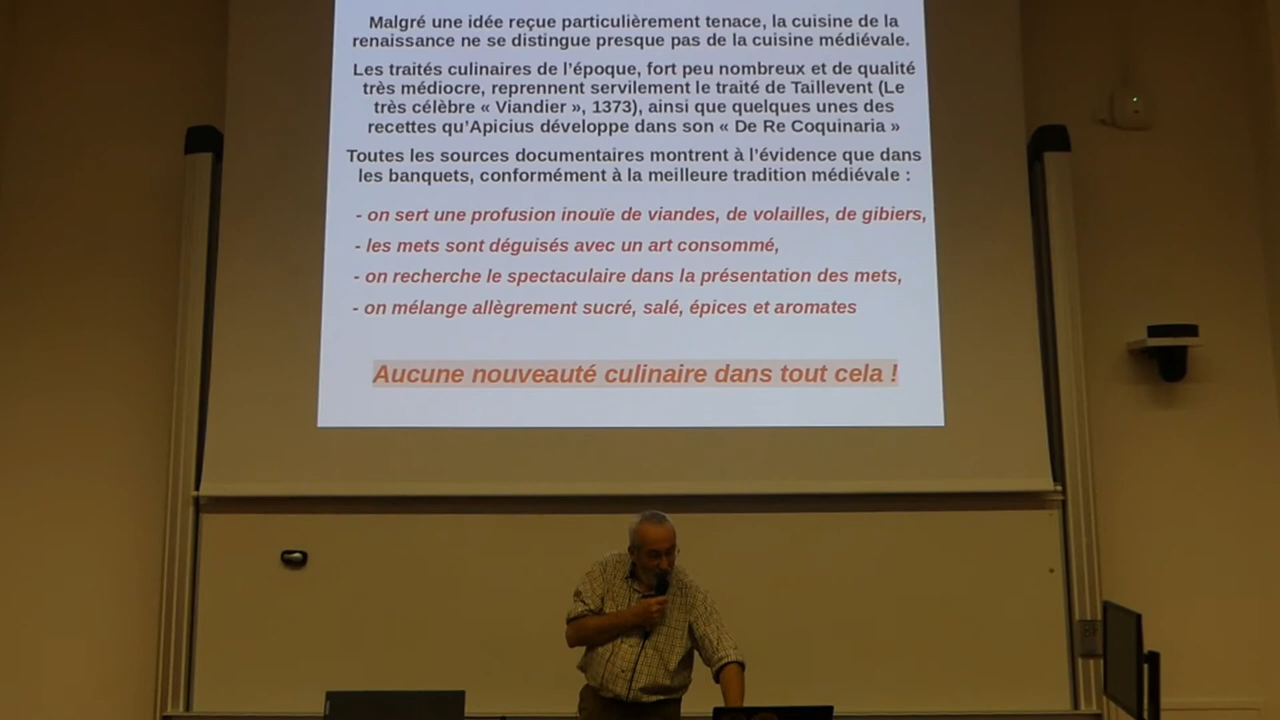 Malgré une idée reçue particulièrement tenace, la cuisine de la
renaissance ne se distingue presque pas de la cuisine médiévale.
Les traités culinaires de l'époque, fort peu nombreux et de qualité
très médiocre, reprennent servilement le traité de Taillevent (Le
très célèbre « Viandier », 1373), ainsi que quelques unes des
recettes qu'Apicius développe dans son « De Re Coquinaria »
Toutes les sources documentaires montrent à l'évidence que dans
les banquets, conformément à la meilleure tradition médiévale :
- on sert une profusion inouïe de viandes, de volailles, de gibiers,
- les mets sont déguisés avec un art consommé,
- on recherche le spectaculaire dans la présentation des mets,
- on mélange allègrement sucré, salé, épices et aromates
Aucune nouveauté culinaire dans tout cela !